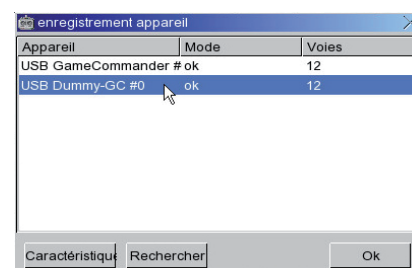 enregistrement appareil
Appareil Mode Voies
USB GameCommander # ok 12
USB Dummy-GC #0 ok 12
Caractéristique Rechercher Ok